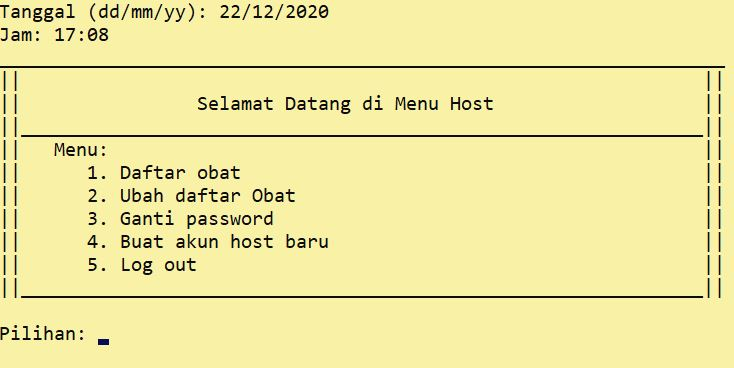 Tanggal (dd/mm/yy): 22/12/2020
Jam: 17:08
Selamat Datang di Menu Host
Menu:
1. Daftar obat
2. Ubah daftar Obat
3. Ganti password
4. Buat akun host baru
5. Log out
Pilihan: